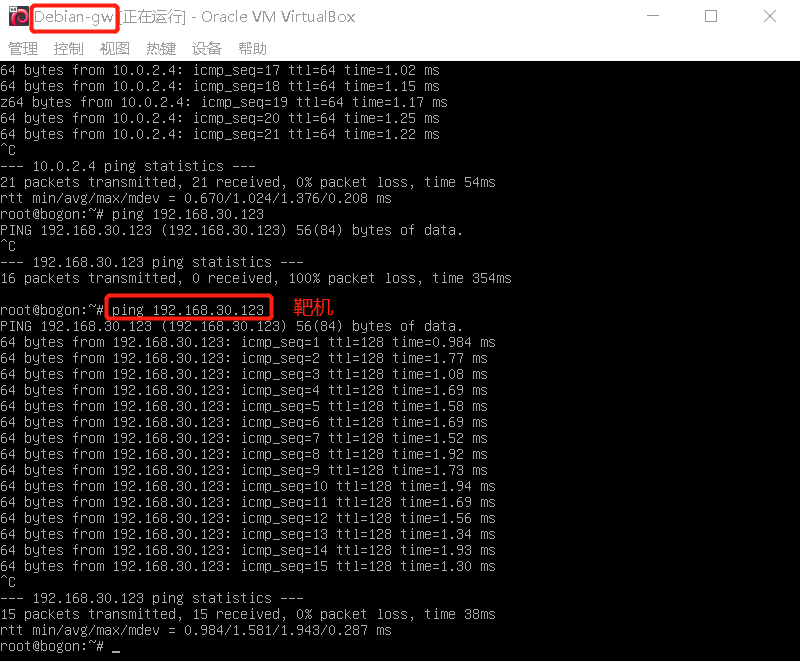 Debian-gw [正在运行] - Oracle VM VirtualBox
管理 控制 视图 热键 设备 帮助
64 bytes from 10.0.2.4: icmp_seq=17 ttl=64 time=1.02 ms
64 bytes from 10.0.2.4: icmp_seq=18 ttl=64 time=1.15 ms
z64 bytes from 10.0.2.4: icmp_seq=19 ttl=64 time=1.17 ms
64 bytes from 10.0.2.4: icmp_seq=20 ttl=64 time=1.25 ms
64 bytes from 10.0.2.4: icmp_seq=21 ttl=64 time=1.22 ms
^C
--- 10.0.2.4 ping statistics ---
21 packets transmitted, 21 received, 0% packet loss, time 54ms
rtt min/avg/max/mdev = 0.670/1.024/1.376/0.208 ms
root@bogon:~# ping 192.168.30.123
PING 192.168.30.123 (192.168.30.123) 56(84) bytes of data.
^C
--- 192.168.30.123 ping statistics ---
16 packets transmitted, 0 received, 100% packet loss, time 354ms
root@bogon:~# ping 192.168.30.123 靶机
PING 192.168.30.123 (192.168.30.123) 56(84) bytes of data.
64 bytes from 192.168.30.123: icmp_seq=1 ttl=128 time=0.984 ms
64 bytes from 192.168.30.123: icmp_seq=2 ttl=128 time=1.77 ms
64 bytes from 192.168.30.123: icmp_seq=3 ttl=128 time=1.08 ms
64 bytes from 192.168.30.123: icmp_seq=4 ttl=128 time=1.69 ms
64 bytes from 192.168.30.123: icmp_seq=5 ttl=128 time=1.58 ms
64 bytes from 192.168.30.123: icmp_seq=6 ttl=128 time=1.69 ms
64 bytes from 192.168.30.123: icmp_seq=7 ttl=128 time=1.52 ms
64 bytes from 192.168.30.123: icmp_seq=8 ttl=128 time=1.92 ms
64 bytes from 192.168.30.123: icmp_seq=9 ttl=128 time=1.73 ms
64 bytes from 192.168.30.123: icmp_seq=10 ttl=128 time=1.94 ms
64 bytes from 192.168.30.123: icmp_seq=11 ttl=128 time=1.69 ms
64 bytes from 192.168.30.123: icmp_seq=12 ttl=128 time=1.56 ms
64 bytes from 192.168.30.123: icmp_seq=13 ttl=128 time=1.34 ms
64 bytes from 192.168.30.123: icmp_seq=14 ttl=128 time=1.93 ms
64 bytes from 192.168.30.123: icmp_seq=15 ttl=128 time=1.30 ms
^C
--- 192.168.30.123 ping statistics ---
15 packets transmitted, 15 received, 0% packet loss, time 38ms
rtt min/avg/max/mdev = 0.984/1.581/1.943/0.287 ms
root@bogon:~# _